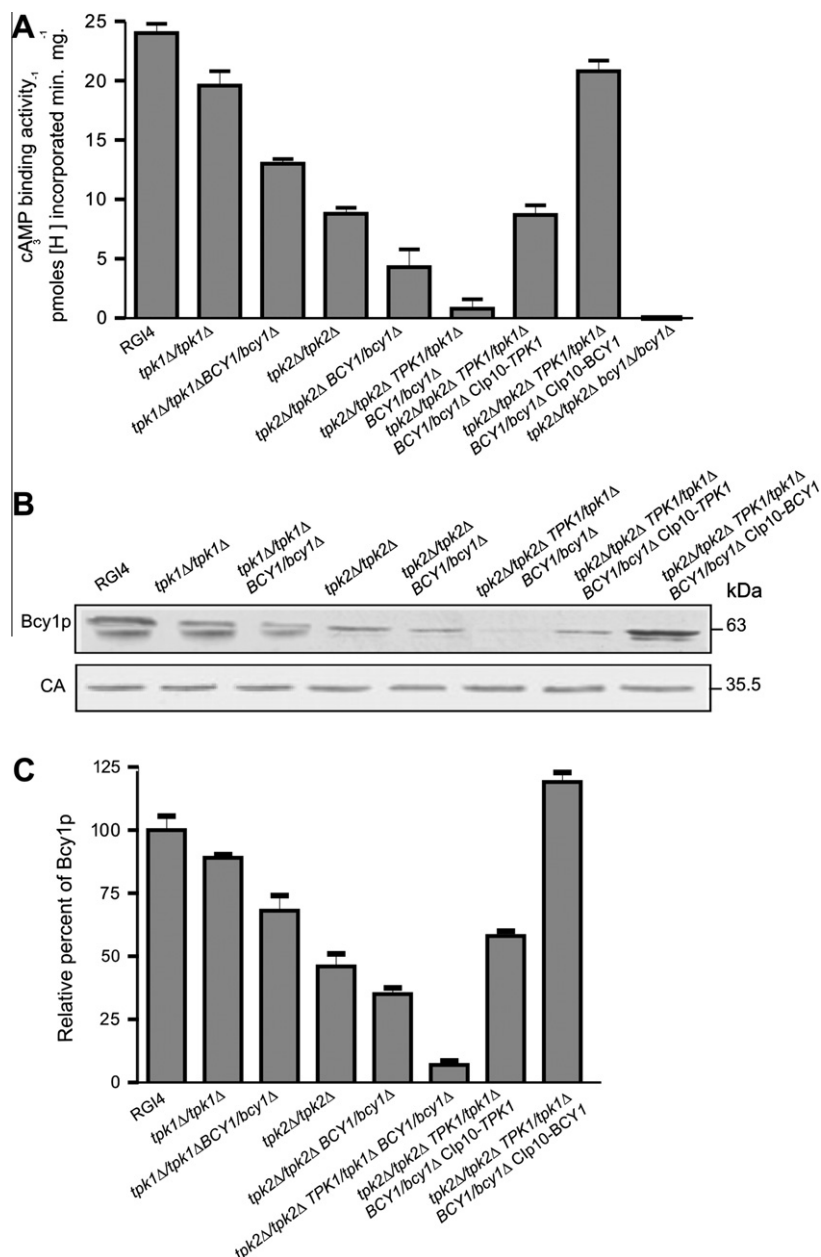 A
cAMP binding activity
pmoles [³H] incorporated min.⁻¹ mg.⁻¹
25
20
15
10
5
0
RGI4
tpk1Δ/tpk1Δ
tpk1Δ/tpk1ΔBCY1/bcy1Δ
tpk2Δ/tpk2Δ
tpk2Δ/tpk2Δ BCY1/bcy1Δ
tpk2Δ/tpk2Δ TPK1/tpk1Δ
BCY1/bcy1Δ
tpk2Δ/tpk2Δ TPK1/tpk1Δ
BCY1/bcy1Δ CIp10-TPK1
tpk2Δ/tpk2Δ TPK1/tpk1Δ
BCY1/bcy1Δ CIp10-BCY1
tpk2Δ/tpk2Δ bcy1Δ/bcy1Δ
B
RGI4
tpk1Δ/tpk1Δ
tpk1Δ/tpk1Δ
BCY1/bcy1Δ
tpk2Δ/tpk2Δ
tpk2Δ/tpk2Δ
BCY1/bcy1Δ
tpk2Δ/tpk2Δ TPK1/tpk1Δ
BCY1/bcy1Δ
tpk2Δ/tpk2Δ TPK1/tpk1Δ
BCY1/bcy1Δ CIp10-TPK1
tpk2Δ/tpk2Δ TPK1/tpk1Δ
BCY1/bcy1Δ CIp10-BCY1
kDa
Bcy1p
63
CA
35.5
C
Relative percent of Bcy1p
125
100
75
50
25
0
RGI4
tpk1Δ/tpk1Δ
tpk1Δ/tpk1ΔBCY1/bcy1Δ
tpk2Δ/tpk2Δ
tpk2Δ/tpk2Δ BCY1/bcy1Δ
tpk2Δ/tpk2Δ TPK1/tpk1Δ BCY1/bcy1Δ
tpk2Δ/tpk2Δ TPK1/tpk1Δ
BCY1/bcy1Δ CIp10-TPK1
tpk2Δ/tpk2Δ TPK1/tpk1Δ
BCY1/bcy1Δ CIp10-BCY1